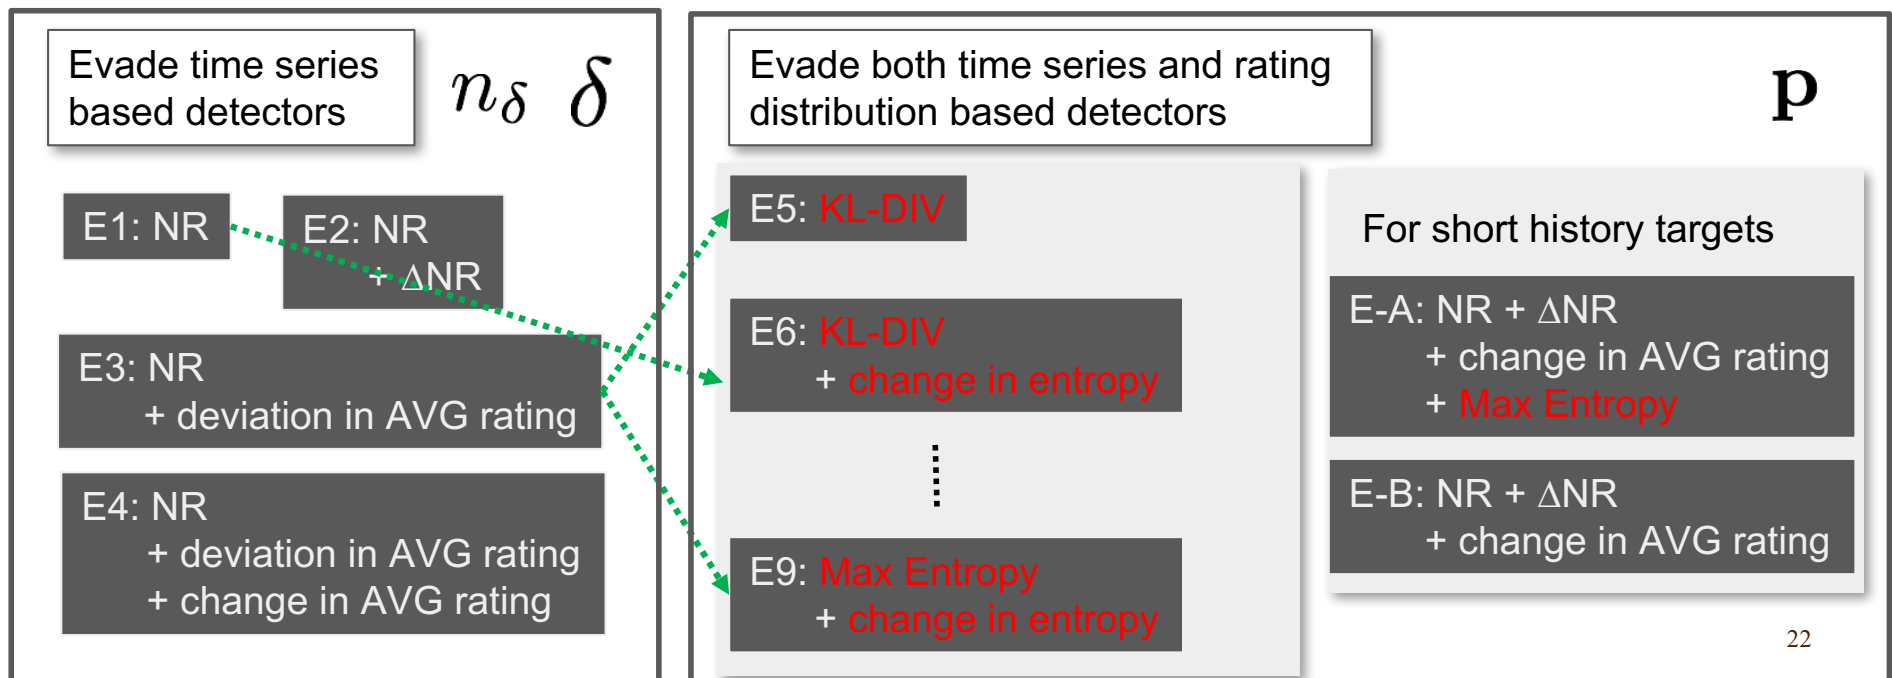 Evade time series
based detectors
n_δ δ
E1: NR
E2: NR
+ ΔNR
E3: NR
+ deviation in AVG rating
E4: NR
+ deviation in AVG rating
+ change in AVG rating
Evade both time series and rating
distribution based detectors
p
E5: KL-DIV
E6: KL-DIV
+ change in entropy
E9: Max Entropy
+ change in entropy
For short history targets
E-A: NR + ΔNR
+ change in AVG rating
+ Max Entropy
E-B: NR + ΔNR
+ change in AVG rating
22